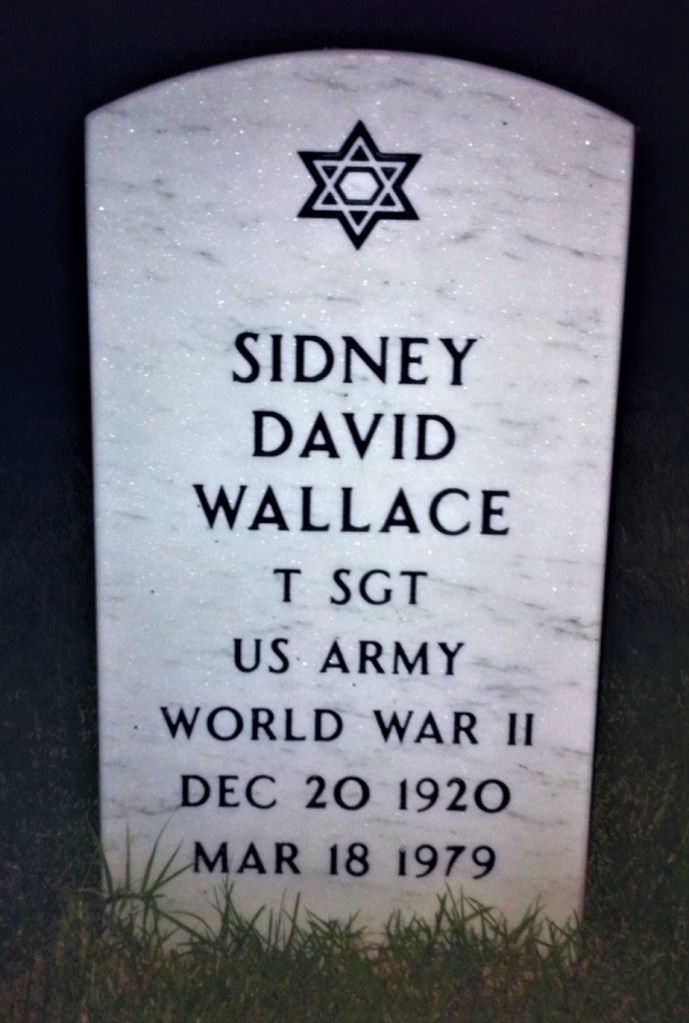 SIDNEY
DAVID
WALLACE
T SGT
US ARMY
WORLD WAR II
DEC 20 1920
MAR 18 1979